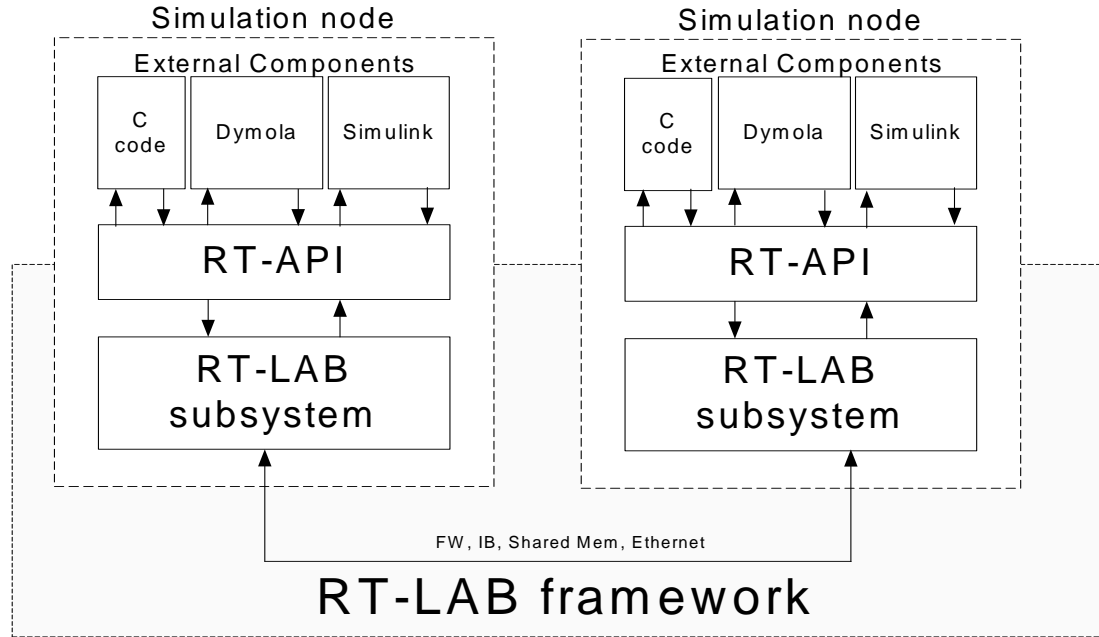 Simulation node
External Components
C
code
Dymola
Simulink
RT-API
RT-LAB
subsystem
Simulation node
External Components
C
code
Dymola
Simulink
RT-API
RT-LAB
subsystem
FW, IB, Shared Mem, Ethernet
RT-LAB framework